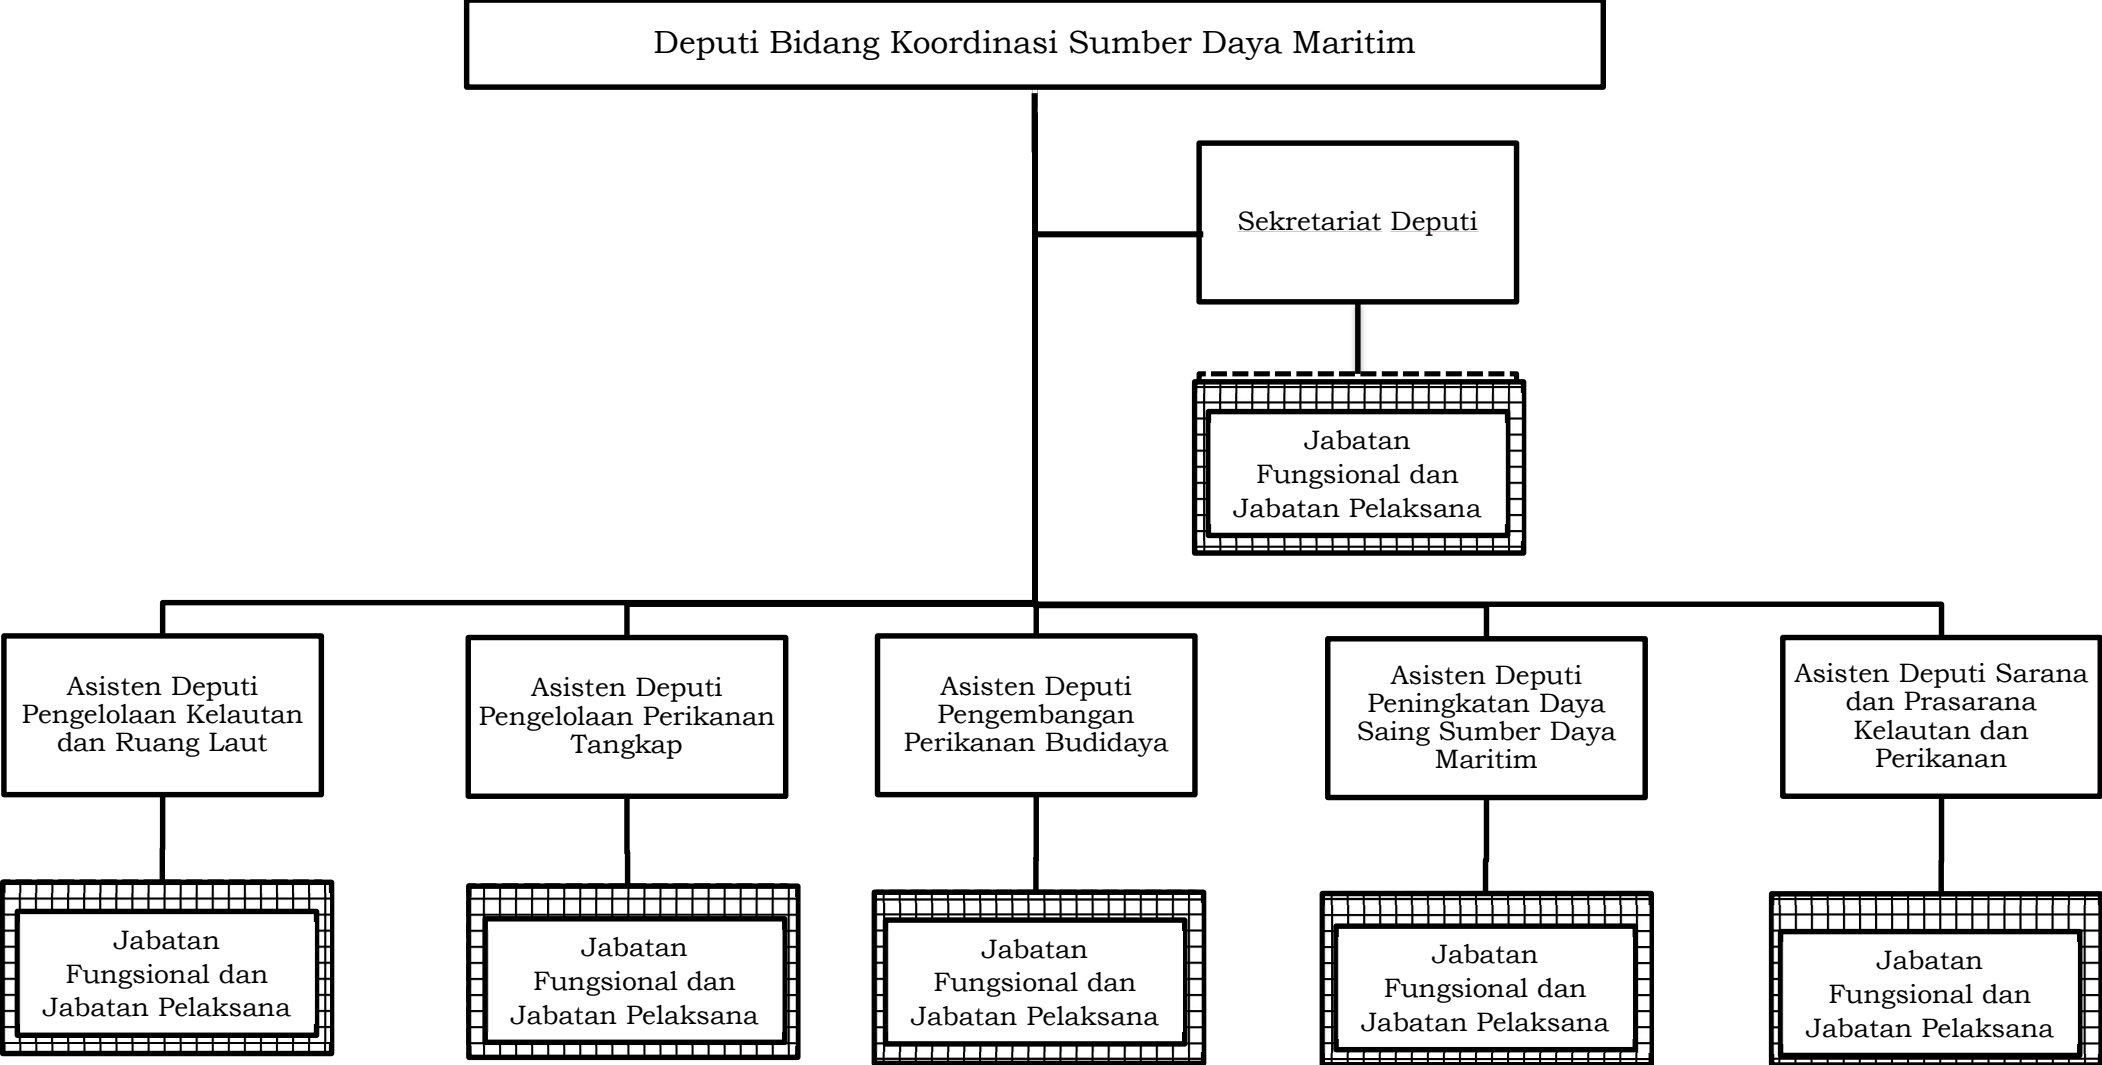 Deputi Bidang Koordinasi Sumber Daya Maritim
Sekretariat Deputi
Jabatan
Fungsional dan
Jabatan Pelaksana
Asisten Deputi
Pengelolaan Kelautan
dan Ruang Laut
Asisten Deputi
Pengelolaan Perikanan
Tangkap
Asisten Deputi
Pengembangan
Perikanan Budidaya
Asisten Deputi
Peningkatan Daya
Saing Sumber Daya
Maritim
Asisten Deputi Sarana
dan Prasarana
Kelautan dan
Perikanan
Jabatan
Fungsional dan
Jabatan Pelaksana
Jabatan
Fungsional dan
Jabatan Pelaksana
Jabatan
Fungsional dan
Jabatan Pelaksana
Jabatan
Fungsional dan
Jabatan Pelaksana
Jabatan
Fungsional dan
Jabatan Pelaksana